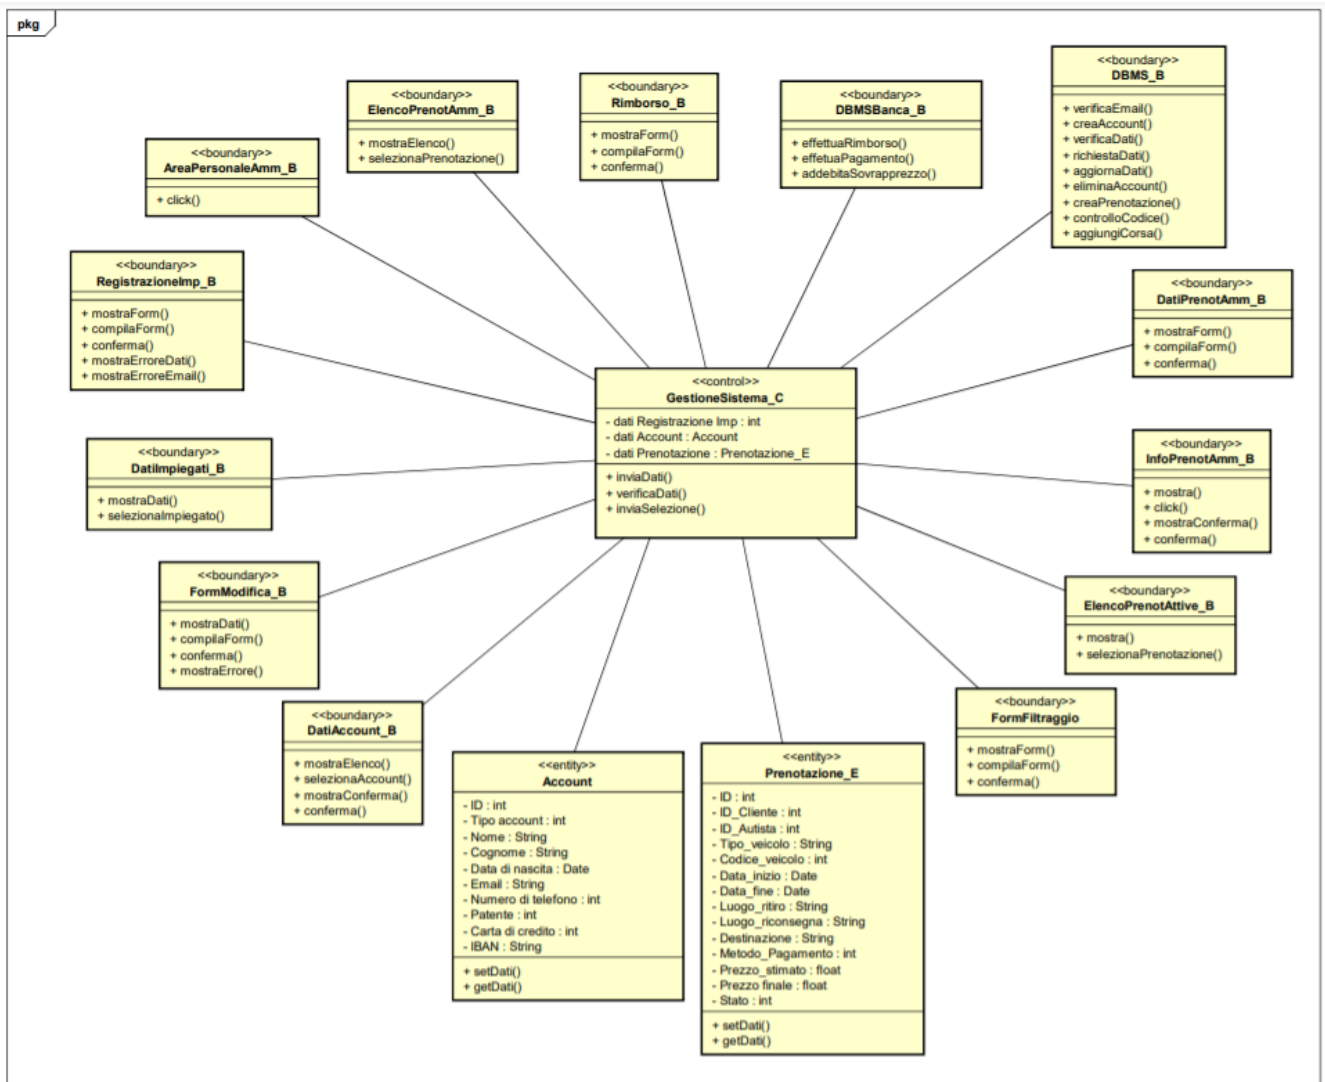 pkg
<<boundary>>
AreaPersonaleAmm_B
+ click()
<<boundary>>
ElencoPrenotAmm_B
+ mostraElenco()
+ selezionaPrenotazione()
<<boundary>>
Rimborso_B
+ mostraForm()
+ compilaForm()
+ conferma()
<<boundary>>
DBMSBanca_B
+ effettuaRimborso()
+ effetuaPagamento()
+ addebitaSovrapprezzo()
<<boundary>>
DBMS_B
+ verificaEmail()
+ creaAccount()
+ verificaDati()
+ richiestaDati()
+ aggiornaDati()
+ eliminaAccount()
+ creaPrenotazione()
+ controlloCodice()
+ aggiungiCorsa()
<<boundary>>
RegistrazioneImp_B
+ mostraForm()
+ compilaForm()
+ conferma()
+ mostraErroreDati()
+ mostraErroreEmail()
<<boundary>>
DatiPrenotAmm_B
+ mostraForm()
+ compilaForm()
+ conferma()
<<control>>
GestioneSistema_C
- dati Registrazione Imp : int
- dati Account : Account
- dati Prenotazione : Prenotazione_E
+ inviaDati()
+ verificaDati()
+ inviaSelezione()
<<boundary>>
DatiImpiegati_B
+ mostraDati()
+ selezionaImpiegato()
<<boundary>>
InfoPrenotAmm_B
+ mostra()
+ click()
+ mostraConferma()
+ conferma()
<<boundary>>
FormModifica_B
+ mostraDati()
+ compilaForm()
+ conferma()
+ mostraErrore()
<<boundary>>
ElencoPrenotAttive_B
+ mostra()
+ selezionaPrenotazione()
<<boundary>>
DatiAccount_B
+ mostraElenco()
+ selezionaAccount()
+ mostraConferma()
+ conferma()
<<boundary>>
FormFiltraggio
+ mostraForm()
+ compilaForm()
+ conferma()
<<entity>>
Account
- ID : int
- Tipo account : int
- Nome : String
- Cognome : String
- Data di nascita : Date
- Email : String
- Numero di telefono : int
- Patente : int
- Carta di credito : int
- IBAN : String
+ setDati()
+ getDati()
<<entity>>
Prenotazione_E
- ID : int
- ID_Cliente : int
- ID_Autista : int
- Tipo_veicolo : String
- Codice_veicolo : int
- Data_inizio : Date
- Data_fine : Date
- Luogo_ritiro : String
- Luogo_riconsegna : String
- Destinazione : String
- Metodo_Pagamento : int
- Prezzo_stimato : float
- Prezzo finale : float
- Stato : int
+ setDati()
+ getDati()